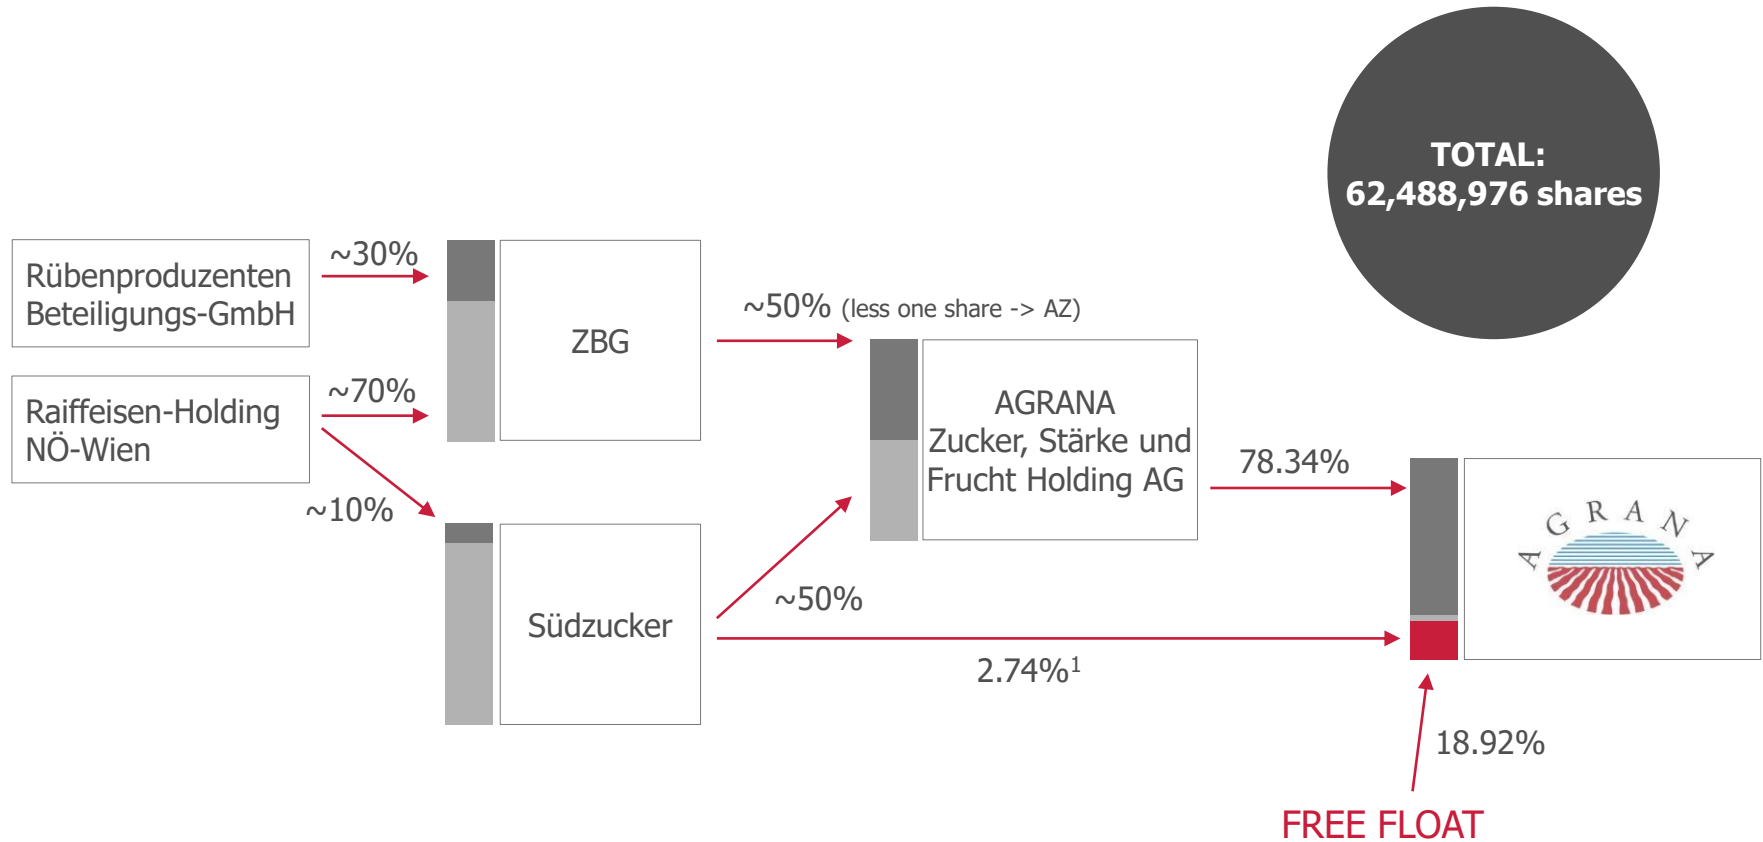 TOTAL:
62,488,976 shares
Rübenproduzenten
Beteiligungs-GmbH
~30%
Raiffeisen-Holding
NÖ-Wien
~70%
~10%
ZBG
~50% (less one share -> AZ)
AGRANA
Zucker, Stärke und
Frucht Holding AG
78.34%
AGRANA
Südzucker
~50%
2.74%¹
18.92%
FREE FLOAT